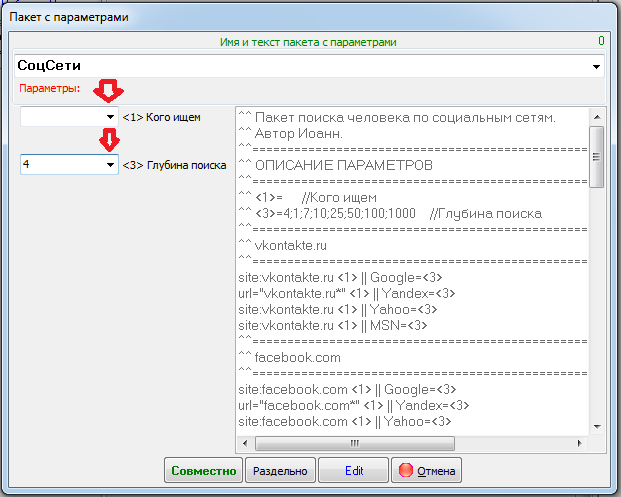 Пакет с параметрами
Имя и текст пакета с параметрами 0
СоцСети
Параметры:
<1> Кого ищем
4 <3> Глубина поиска
^^ Пакет поиска человека по социальным сетям.
^^ Автор Иоанн.
^^==========================================
^^ ОПИСАНИЕ ПАРАМЕТРОВ
^^==========================================
^^ <1>= //Кого ищем
^^ <3>=4;1;7;10;25;50;100;1000 //Глубина поиска
^^==========================================
^^ vkontakte.ru
^^==========================================
site:vkontakte.ru <1> || Google=<3>
url="vkontakte.ru*" <1> || Yandex=<3>
site:vkontakte.ru <1> || Yahoo=<3>
site:vkontakte.ru <1> || MSN=<3>
^^==========================================
^^ facebook.com
^^==========================================
site:facebook.com <1> || Google=<3>
url="facebook.com*" <1> || Yandex=<3>
site:facebook.com <1> || Yahoo=<3>
Совместно Раздельно Edit Отмена